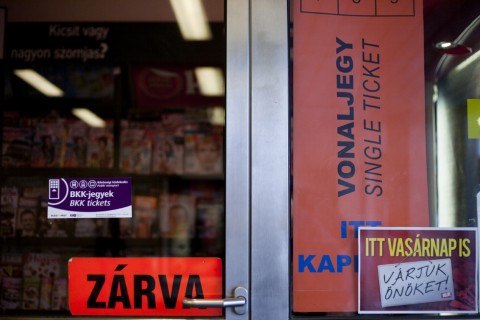 Kicsit vagy
nagyon szomjas?
BKK-jegyek
BKK tickets
ZÁRVA
VONALJEGY
SINGLE TICKET
ITT
KAP
ITT VASÁRNAP IS
VÁRJUK
ÖNÖKET!